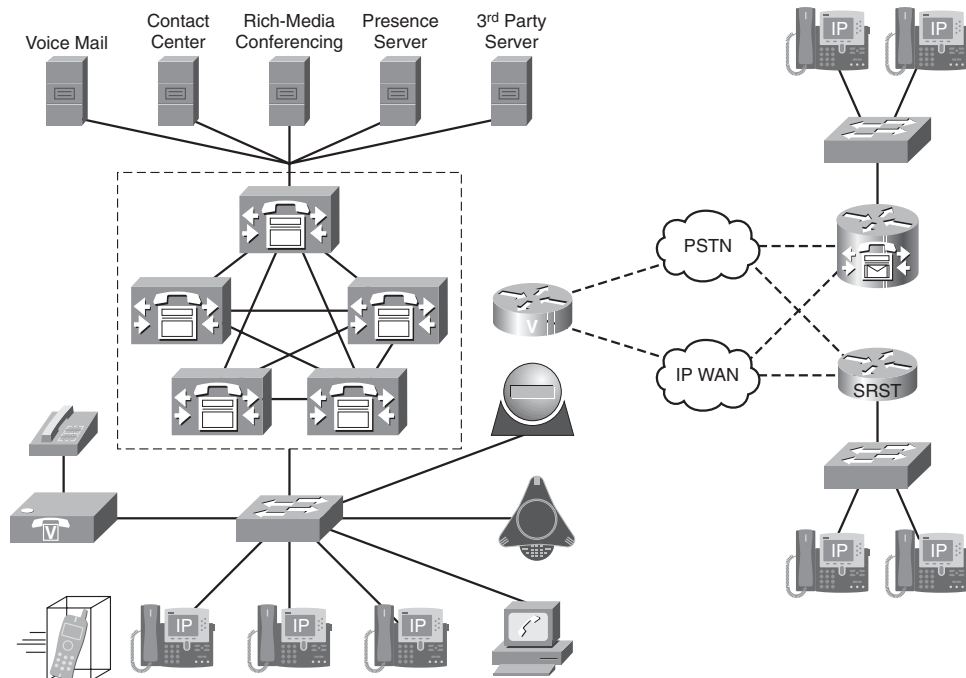 Voice Mail
Contact
Center
Rich-Media
Conferencing
Presence
Server
3rd Party
Server
IP
IP
PSTN
V
IP WAN
SRST
V
IP
IP
IP
IP
IP